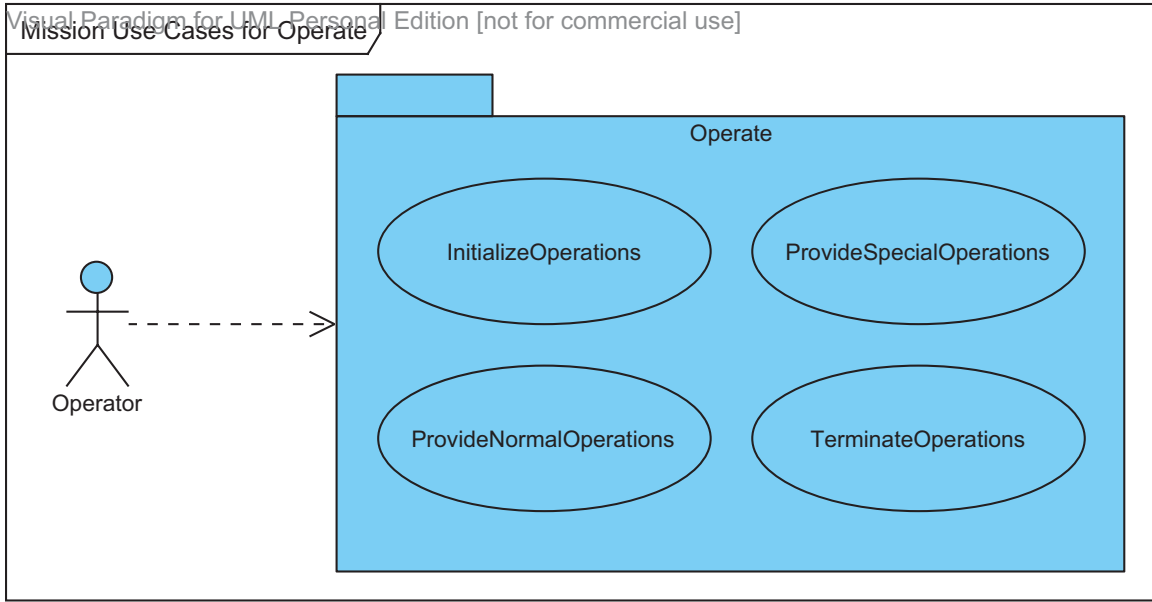 Visual Paradigm for UML Personal Edition [not for commercial use]
Mission Use Cases for Operate
Operate
InitializeOperations
ProvideSpecialOperations
Operator
ProvideNormalOperations
TerminateOperations